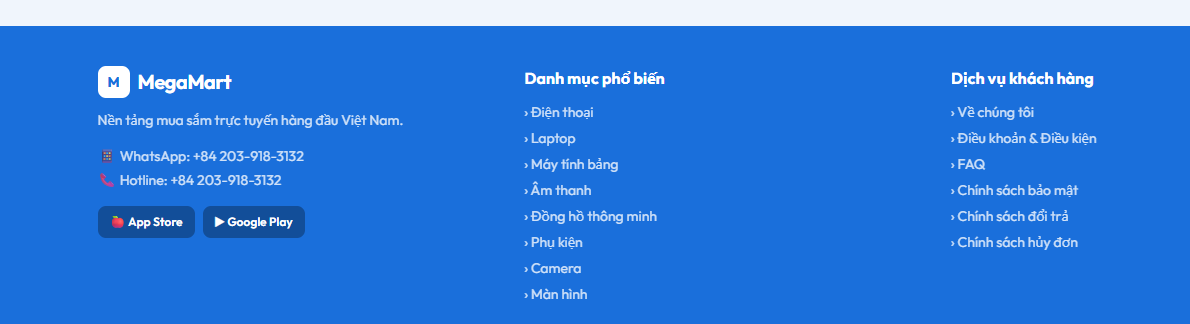 M MegaMart
Nền tảng mua sắm trực tuyến hàng đầu Việt Nam.
WhatsApp: +84 203-918-3132
Hotline: +84 203-918-3132
App Store
Google Play
Danh mục phổ biến
› Điện thoại
› Laptop
› Máy tính bảng
› Âm thanh
› Đồng hồ thông minh
› Phụ kiện
› Camera
› Màn hình
Dịch vụ khách hàng
› Về chúng tôi
› Điều khoản & Điều kiện
› FAQ
› Chính sách bảo mật
› Chính sách đổi trả
› Chính sách hủy đơn